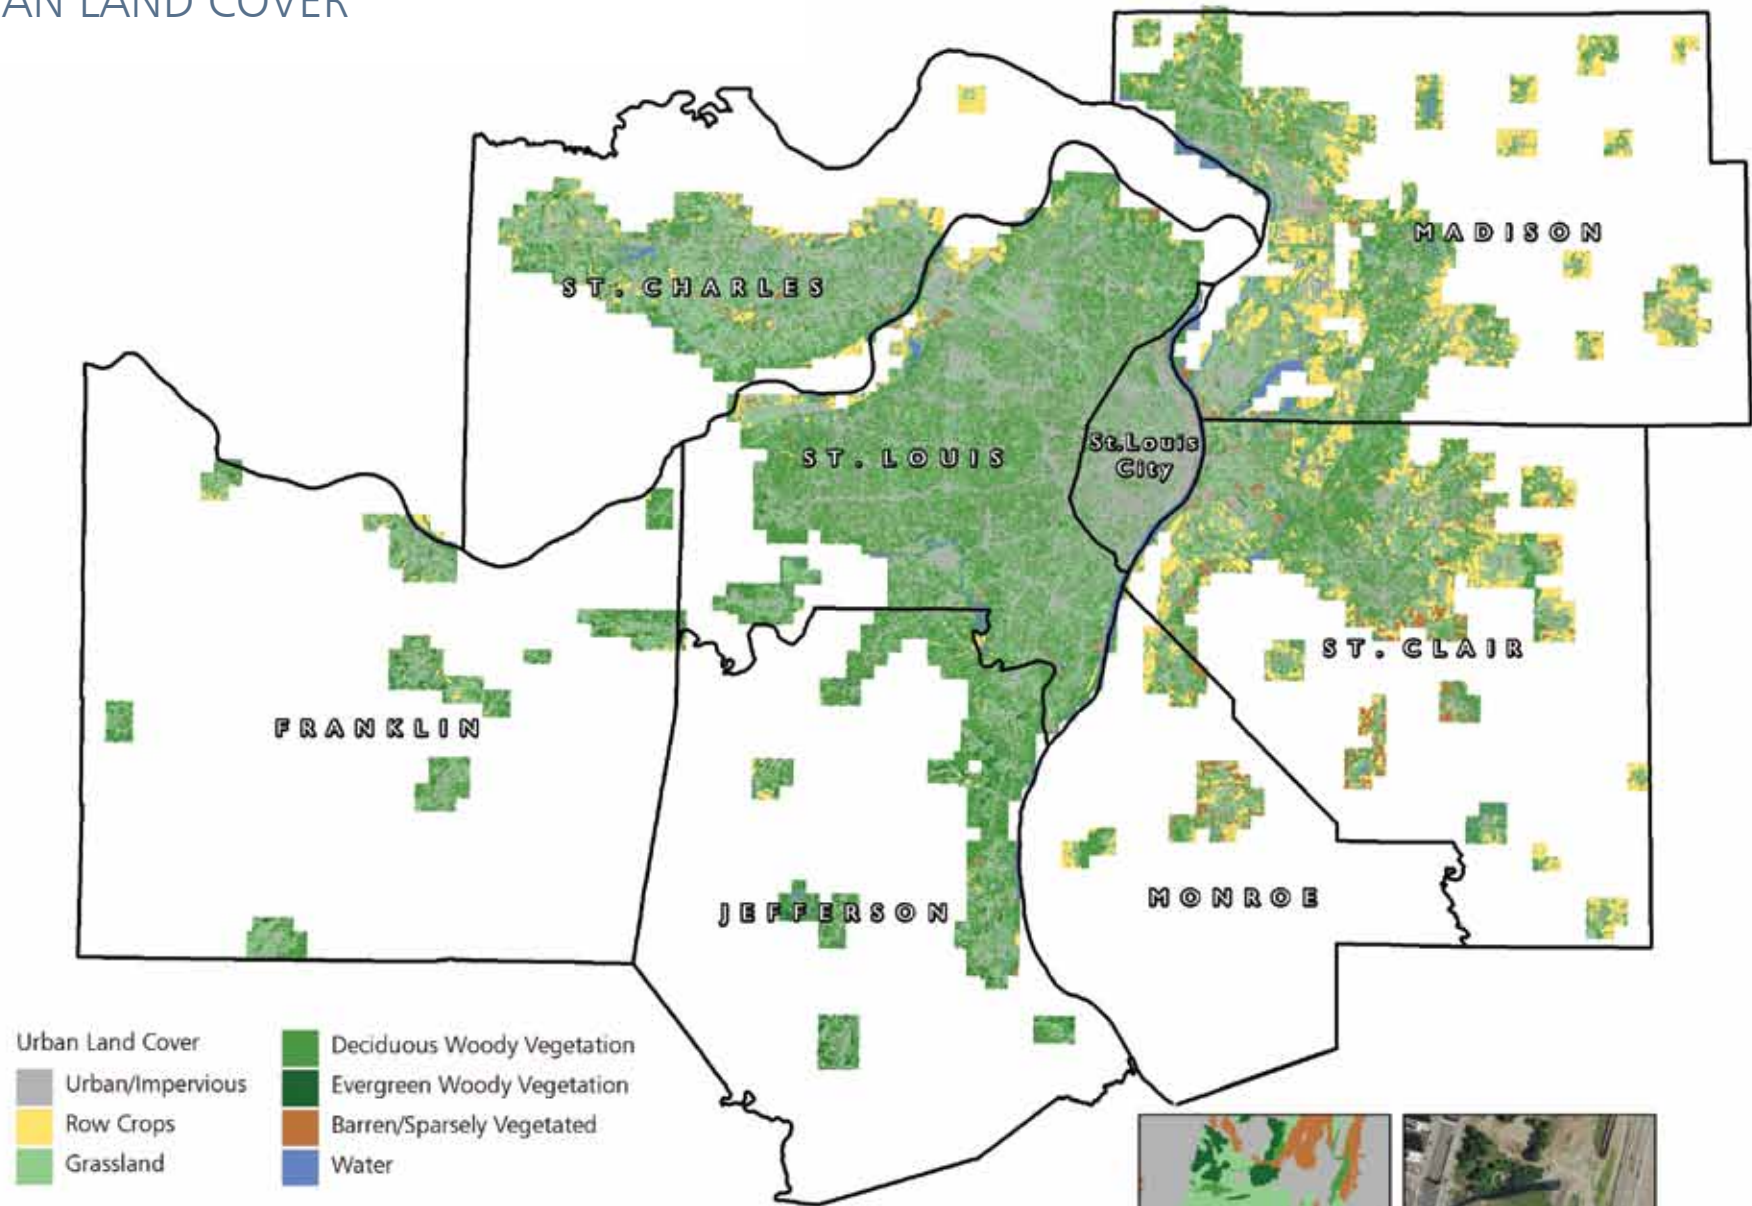 AN LAND COVER
MADISON
ST. CHARLES
ST. LOUIS
St.Louis
City
ST. CLAIR
FRANKLIN
MONROE
JEFFERSON
Urban Land Cover
Urban/Impervious
Row Crops
Grassland
Deciduous Woody Vegetation
Evergreen Woody Vegetation
Barren/Sparsely Vegetated
Water